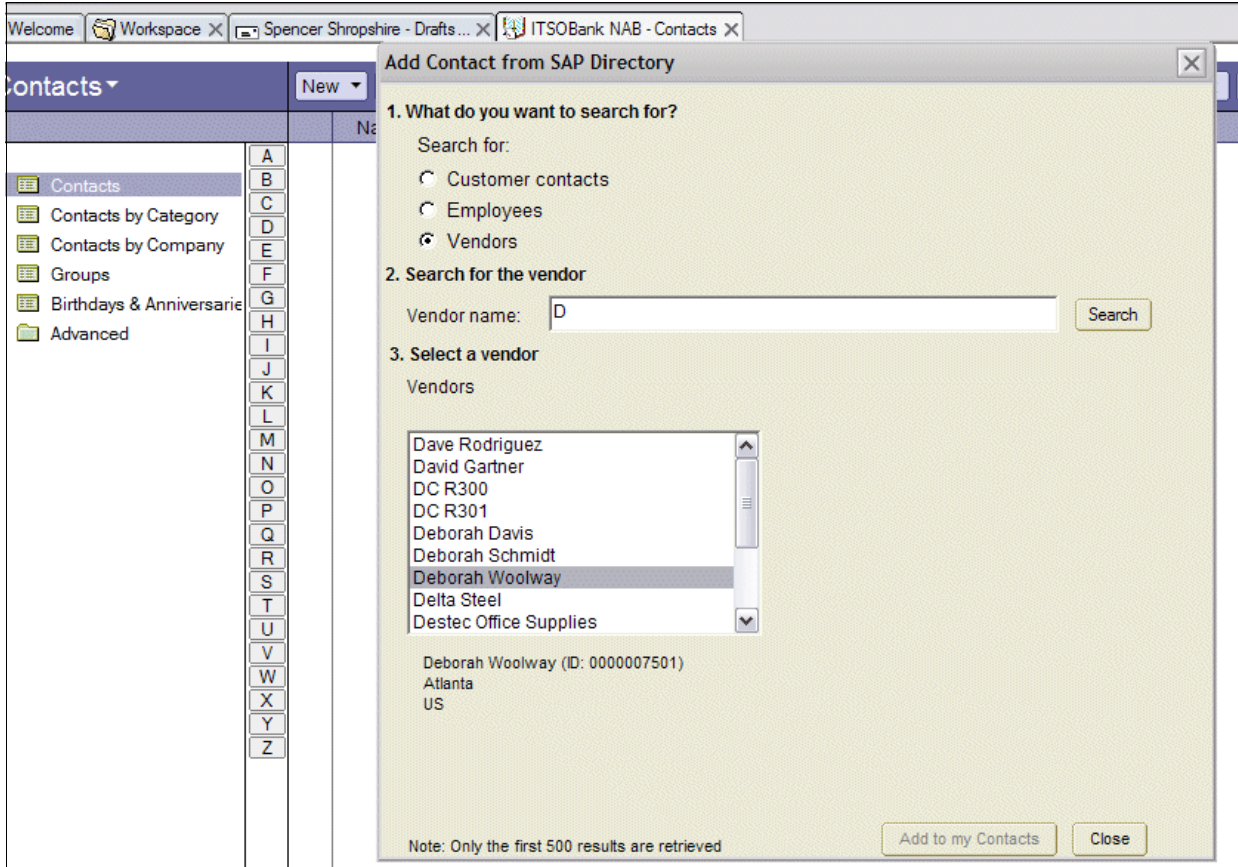 Welcome
Workspace
Spencer Shropshire - Drafts ...
ITSOBank NAB - Contacts
Contacts
New
Contacts
Contacts by Category
Contacts by Company
Groups
Birthdays & Anniversarie
Advanced
A
B
C
D
E
F
G
H
I
J
K
L
M
N
O
P
Q
R
S
T
U
V
W
X
Y
Z
Na
Add Contact from SAP Directory
1. What do you want to search for?
Search for:
Customer contacts
Employees
Vendors
2. Search for the vendor
Vendor name: D Search
3. Select a vendor
Vendors
Dave Rodriguez
David Gartner
DC R300
DC R301
Deborah Davis
Deborah Schmidt
Deborah Woolway
Delta Steel
Destec Office Supplies
Deborah Woolway (ID: 0000007501)
Atlanta
US
Note: Only the first 500 results are retrieved
Add to my Contacts
Close